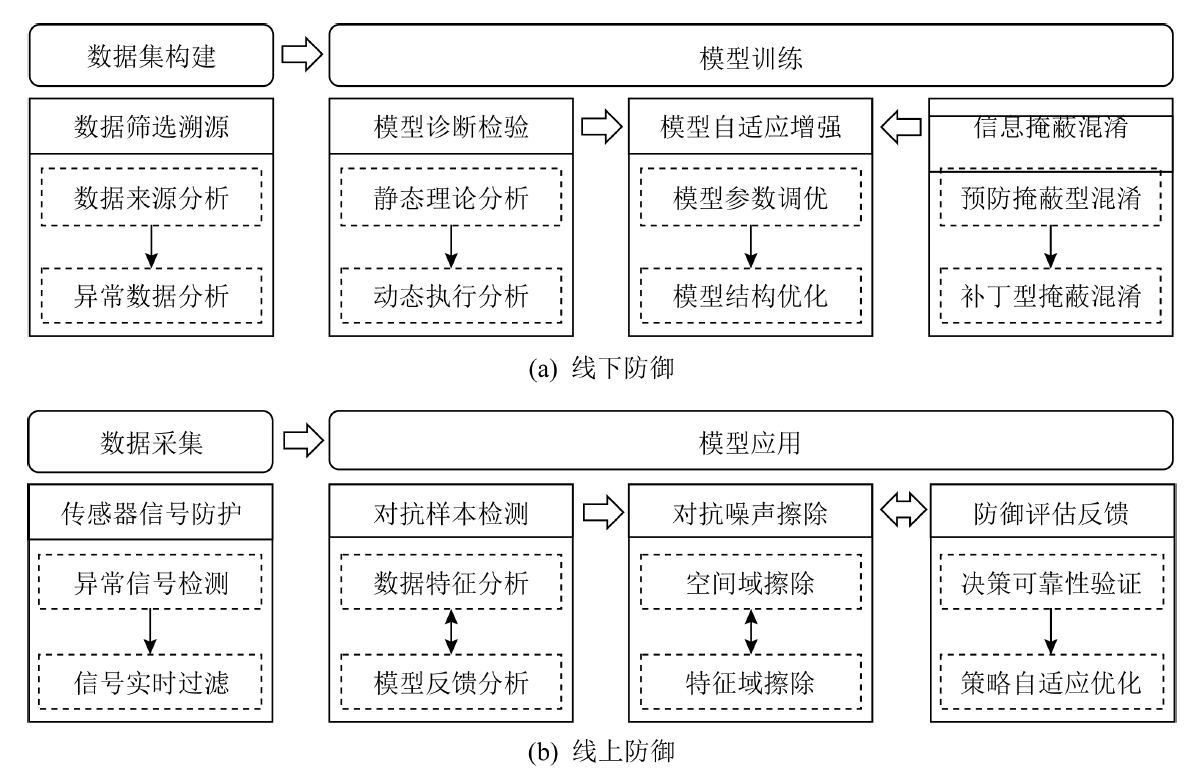 数据集构建
模型训练
数据筛选溯源
模型诊断检验
模型自适应增强
信息掩蔽混淆
数据来源分析
静态理论分析
模型参数调优
预防掩蔽型混淆
异常数据分析
动态执行分析
模型结构优化
补丁型掩蔽混淆
(a) 线下防御
数据采集
模型应用
传感器信号防护
对抗样本检测
对抗噪声擦除
防御评估反馈
异常信号检测
数据特征分析
空间域擦除
决策可靠性验证
信号实时过滤
模型反馈分析
特征域擦除
策略自适应优化
(b) 线上防御